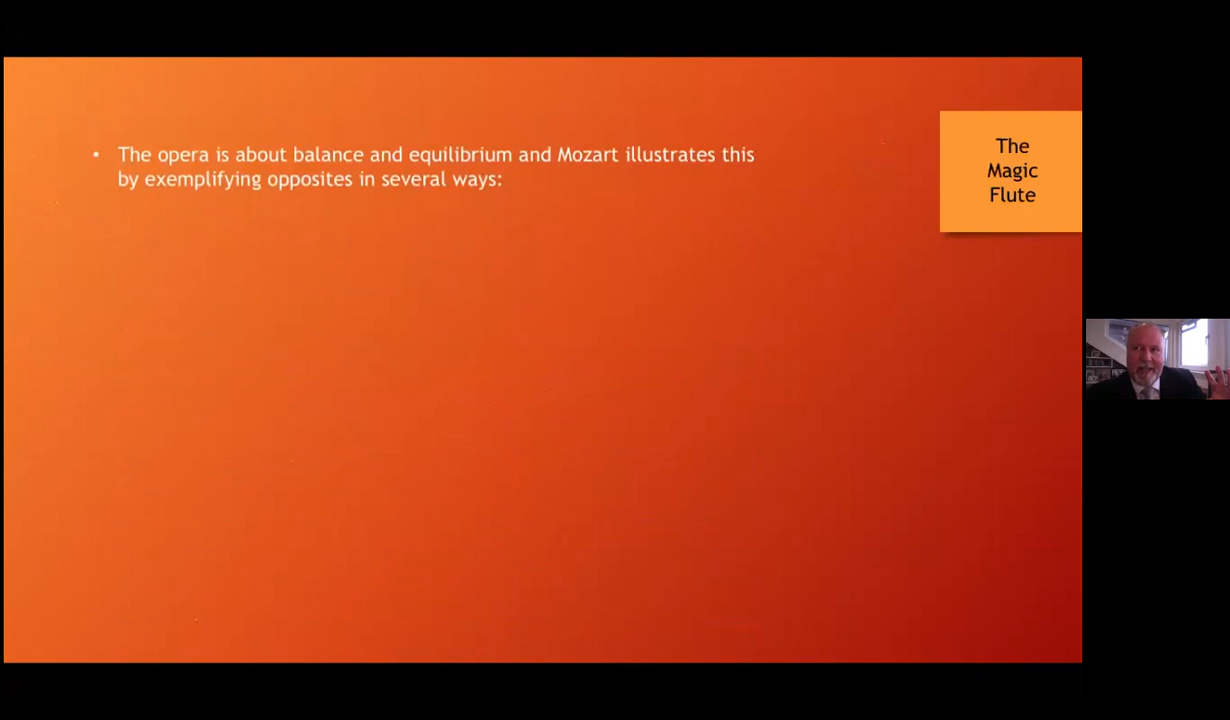 • The opera is about balance and equilibrium and Mozart illustrates this
by exemplifying opposites in several ways:
The
Magic
Flute